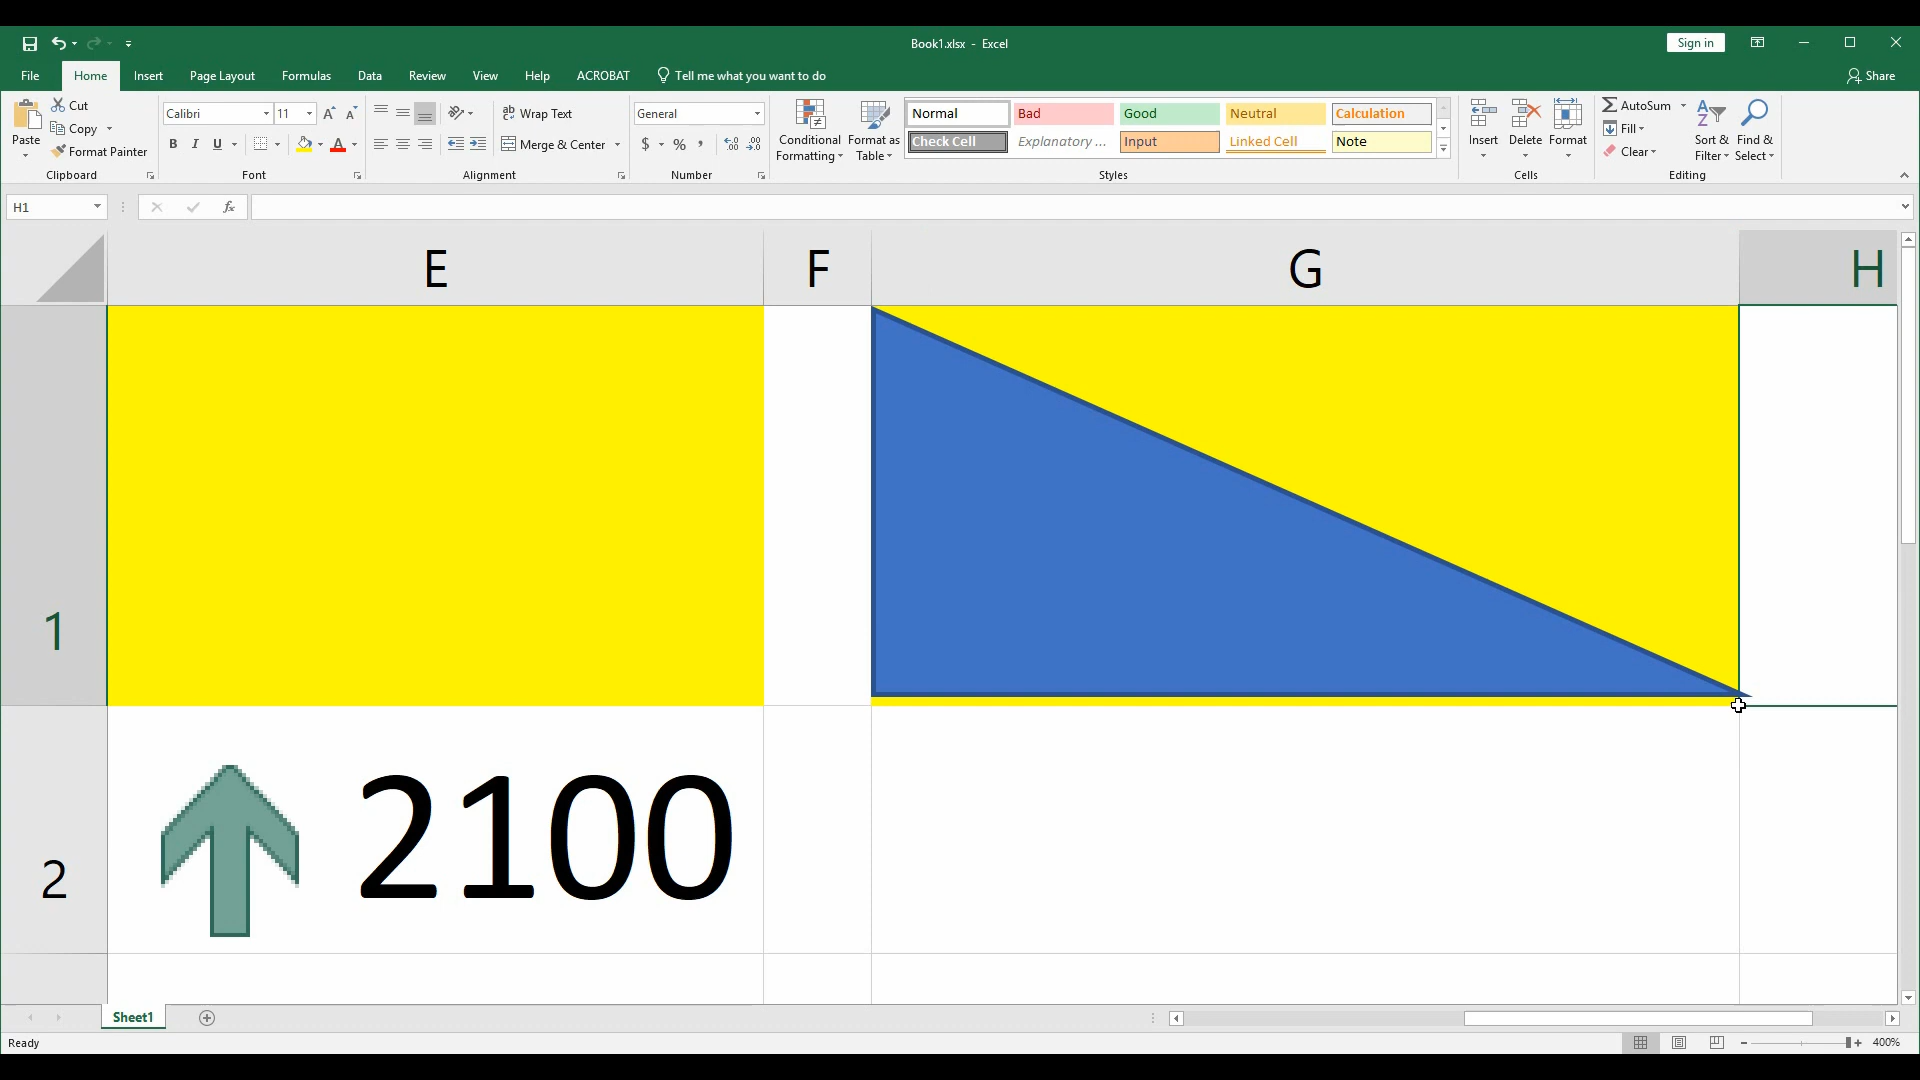 Book1.xlsx - Excel
Sign in
File Home Insert Page Layout Formulas Data Review View Help ACROBAT Tell me what you want to do Share
Paste
Cut
Copy
Format Painter
Clipboard
Calibri 11
B I U
Font
Wrap Text
Merge & Center
Alignment
General
$ % ,
Number
Conditional Formatting
Format as Table
Normal Bad Good Neutral Calculation
Check Cell Explanatory ... Input Linked Cell Note
Styles
Insert Delete Format
Cells
AutoSum
Fill
Clear
Sort & Filter
Find & Select
Editing
H1 fx
E F G H
1
2 2100
Sheet1
Ready
400%